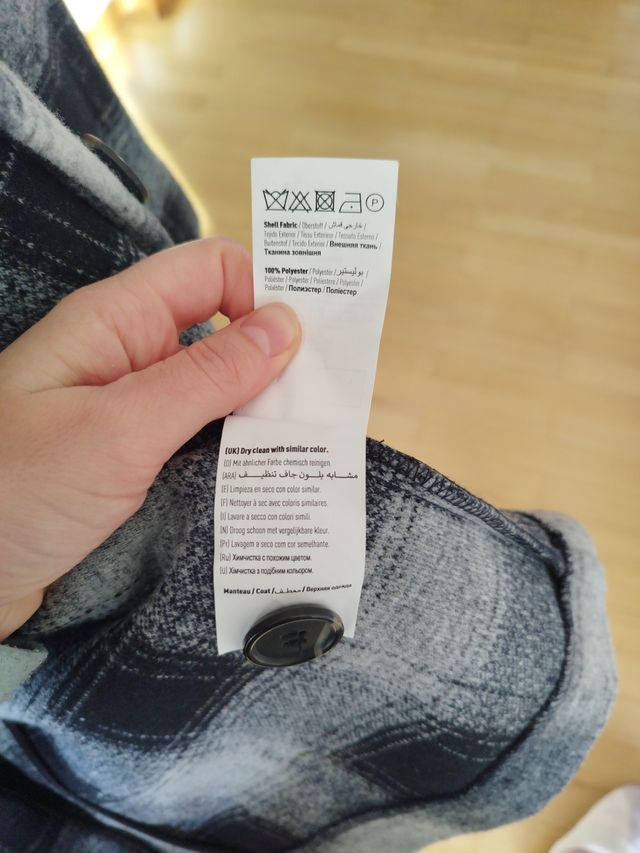 P
Shell Fabric / Oberstoff / خارجی قماش /
Tejido Exterior / Tissu Exterieur / Tessuto Esterno /
Buitenstof / Tecido Exterior / Внешняя ткань /
Тканина зовнішня
100% Polyester / Polyester / بوليستير /
Poliéster / Polyester / Poliestere / Polyester /
Poliéster / Полиэстер / Поліестер
(UK) Dry clean with similar color.
(D) Mit ähnlicher Farbe chemisch reinigen.
(ARA) مشابه بلون جاف تنظيف
(E) Limpieza en seco con color similar.
(F) Nettoyer à sec avec coloris similaires.
(I) Lavare a secco con colori simili.
(N) Droog schoon met vergelijkbare kleur.
(Pr) Lavagem a seco com cor semelhante.
(Ru) Химчистка с похожим цветом.
(U) Хімчистка з подібним кольором.
Manteau / Coat / معطف / Верхняя одежда